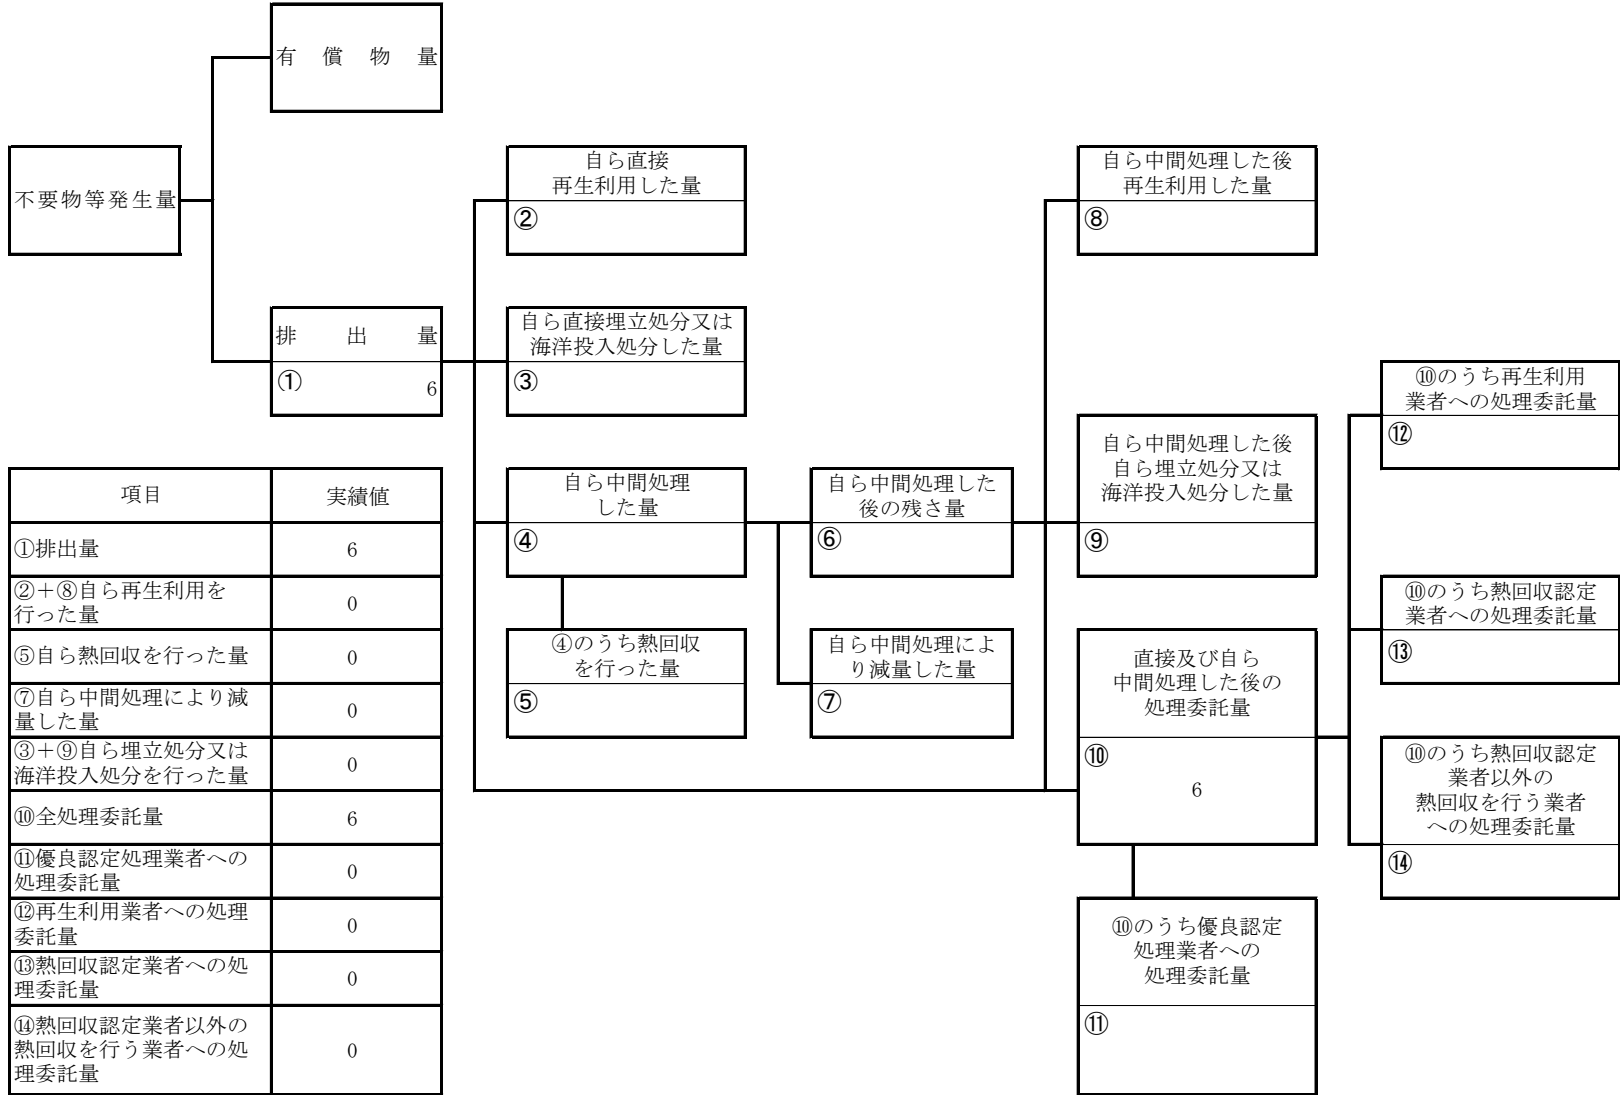 有償物量
不要物等発生量
自ら直接
再生利用した量
②
自ら中間処理した後
再生利用した量
⑧
排出量
①
6
自ら直接埋立処分又は
海洋投入処分した量
③
⑩のうち再生利用
業者への処理委託量
⑫
自ら中間処理
した量
④
自ら中間処理した
後の残さ量
⑥
自ら中間処理した後
自ら埋立処分又は
海洋投入処分した量
⑨
⑩のうち熱回収認定
業者への処理委託量
⑬
④のうち熱回収
を行った量
⑤
自ら中間処理によ
り減量した量
⑦
直接及び自ら
中間処理した後の
処理委託量
⑩
6
⑩のうち熱回収認定
業者以外の
熱回収を行う業者
への処理委託量
⑭
⑩のうち優良認定
処理業者への
処理委託量
⑪
項目 実績値
①排出量 6
②＋⑧自ら再生利用を
行った量 0
⑤自ら熱回収を行った量 0
⑦自ら中間処理により減
量した量 0
③＋⑨自ら埋立処分又は
海洋投入処分を行った量 0
⑩全処理委託量 6
⑪優良認定処理業者への
処理委託量 0
⑫再生利用業者への処理
委託量 0
⑬熱回収認定業者への処
理委託量 0
⑭熱回収認定業者以外の
熱回収を行う業者への処 0
理委託量